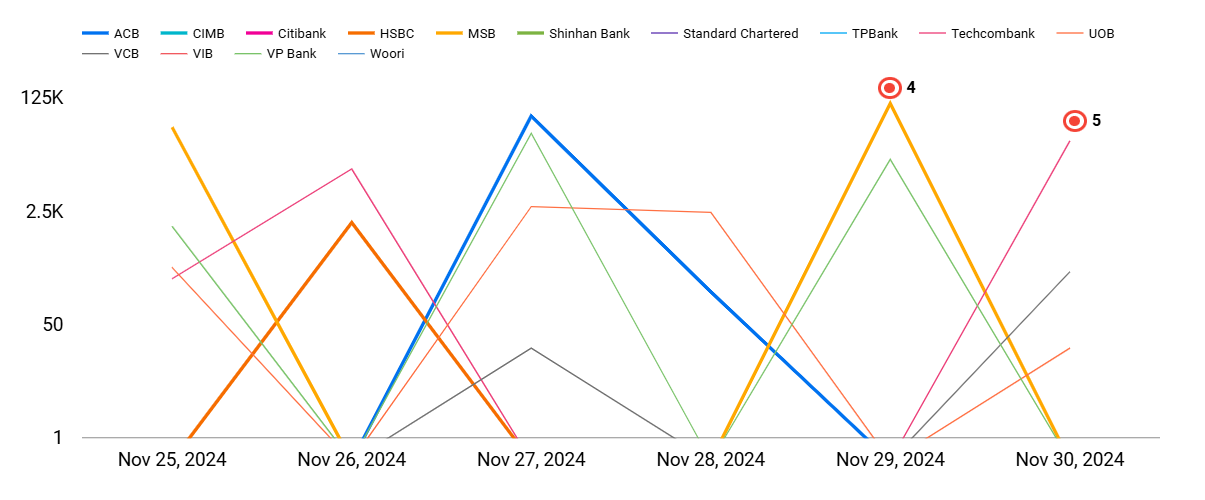 ACB CIMB Citibank HSBC MSB Shinhan Bank Standard Chartered TPBank Techcombank UOB
VCB VIB VP Bank Woori
4
125K
5
2.5K
50
1
Nov 25, 2024 Nov 26, 2024 Nov 27, 2024 Nov 28, 2024 Nov 29, 2024 Nov 30, 2024